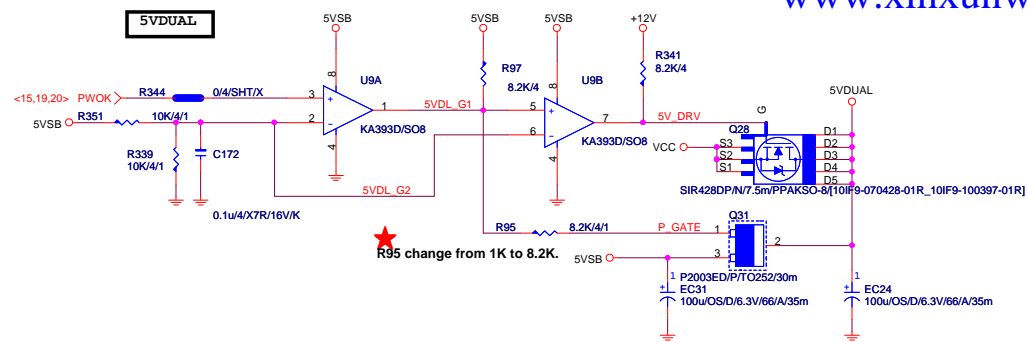 www.xinxunw
5VDUAL
5VSB
5VSB
5VSB
+12V
R344
0/4/SHT/X
<15,19,20>
PWOK
R351
10K/4/1
5VSB
R339
10K/4/1
C172
0.1u/4/X7R/16V/K
8
3
+
2
-
1
4
U9A
KA393D/SO8
5VDL_G1
5VDL_G2
R97
8.2K/4
8
5
+
6
-
7
4
U9B
KA393D/SO8
R341
8.2K/4
5V_DRV
5VDUAL
G
Q28
VCC
S3
S2
S1
D1
D2
D3
D4
D5
SIR428DP/N/7.5m/PPAKSO-8/[10IF9-070428-01R_10IF9-100397-01R]
R95
8.2K/4/1
P_GATE
R95 change from 1K to 8.2K.
Q31
1
3
2
5VSB
P2003ED/P/TO252/30m
1
EC31
100u/OS/D/6.3V/66/A/35m
1
EC24
100u/OS/D/6.3V/66/A/35m